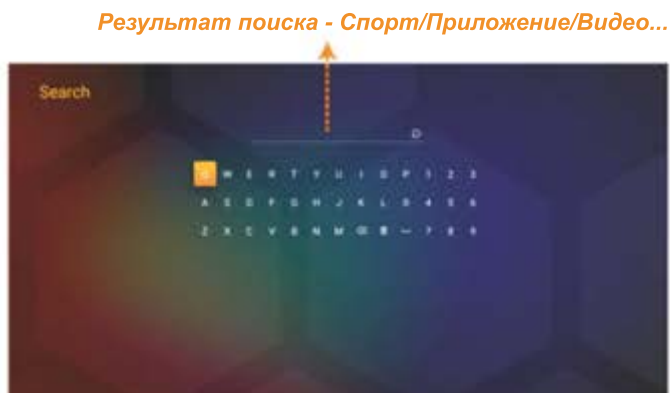 Результат поиска - Спорт/Приложение/Видео...
Search
Q W E R T Y U I O P 1 2 3
A S D F G H J K L 0 4 5 6
Z X C V B N M 7 8 9